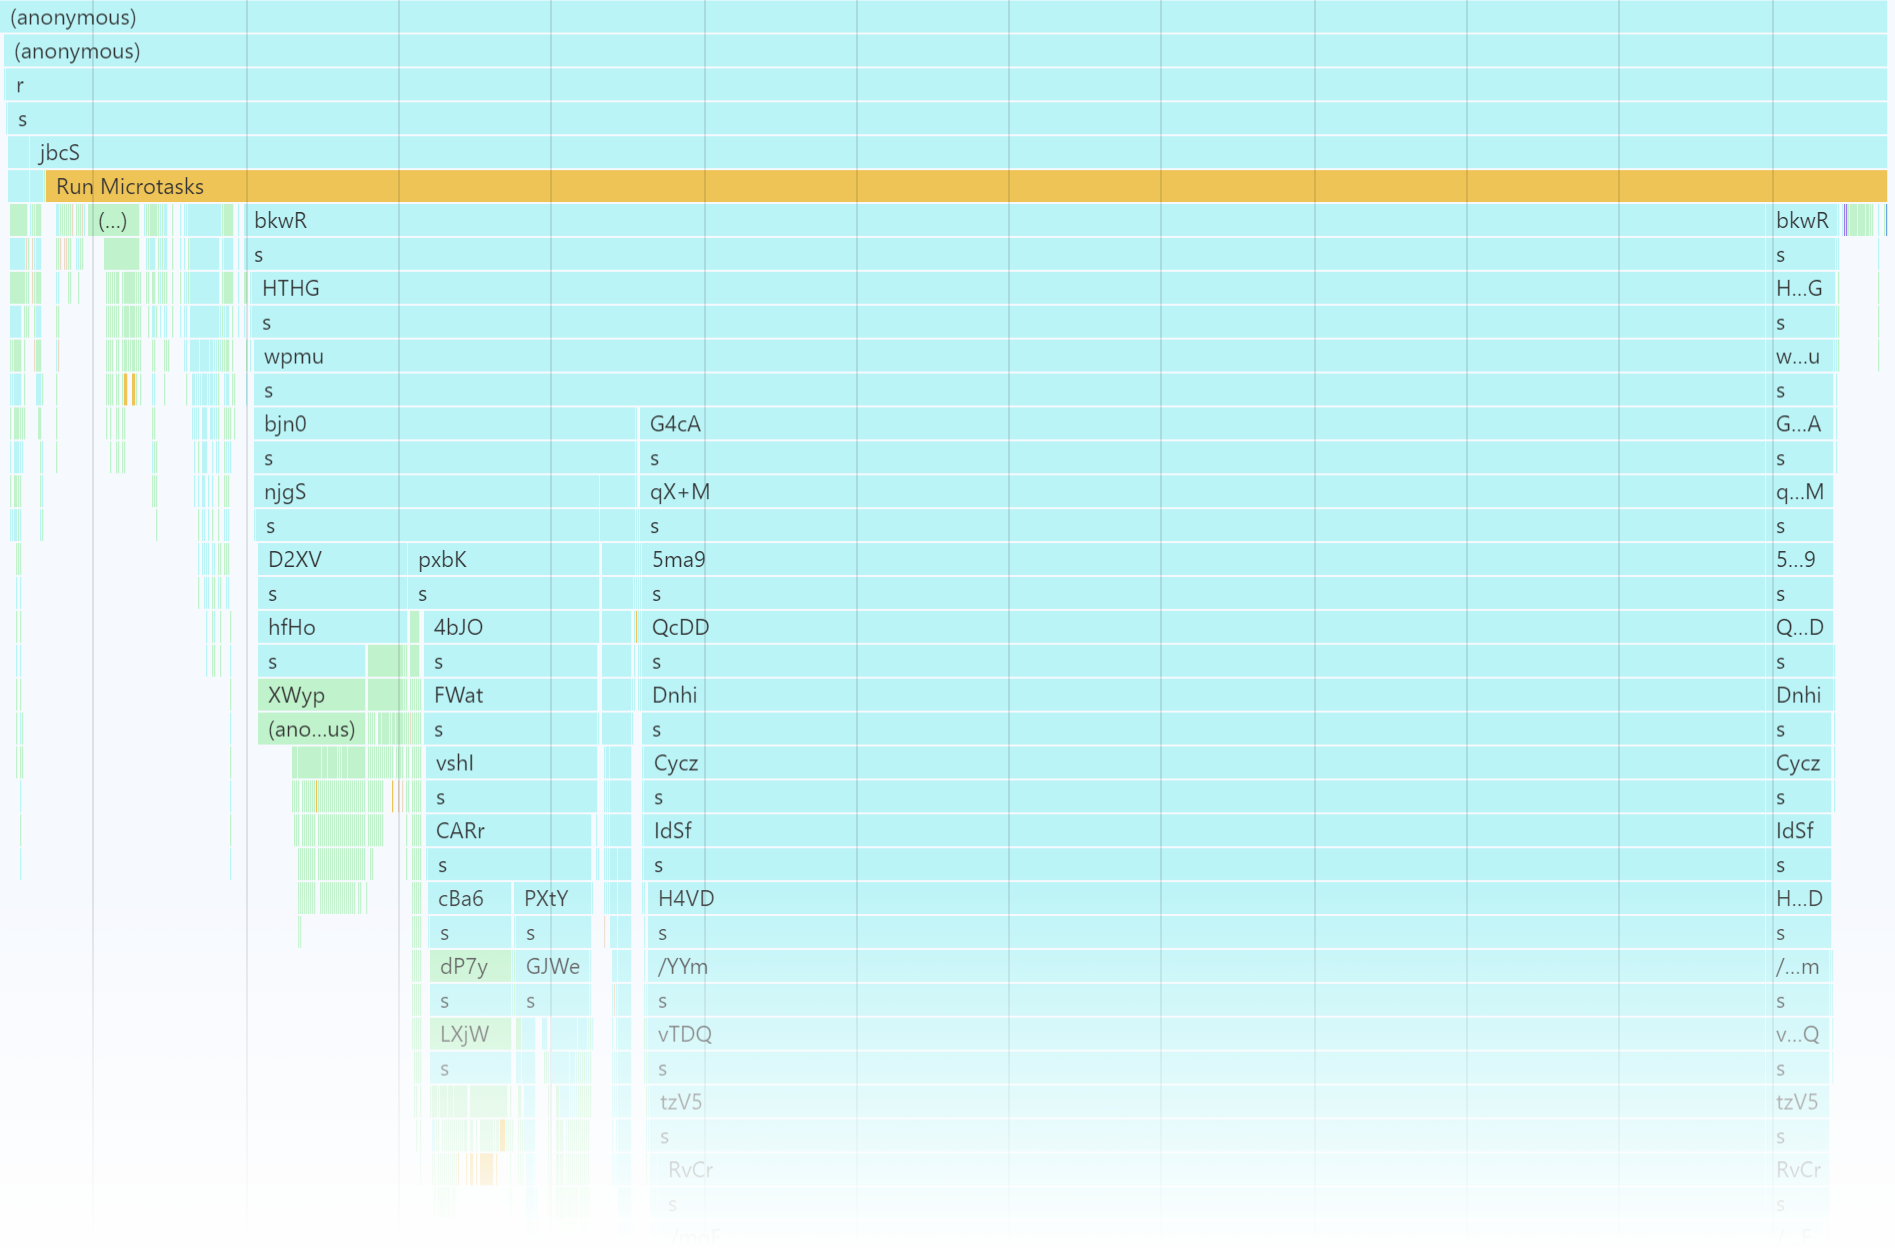 (anonymous)
(anonymous)
r
s
jbcS
Run Microtasks
(...) bkwR bkwR
s s
HTHG H...G
s s
wpmu w...u
s s
bjn0 G4cA G...A
s s s
njgS qX+M q...M
s s s
D2XV pxbK 5ma9 5...9
s s s s
hfHo 4bJO QcDD Q...D
s s s s
XWyp FWat Dnhi Dnhi
(ano...us) s s s
vshI Cycz Cycz
s s s
CARr IdSf IdSf
s s s
cBa6 PXtY H4VD H...D
s s s s
dP7y GJWe /YYm /...m
s s s s
LXjW vTDQ v...Q
s s s
tzV5 tzV5
s s
RvCr RvCr
s s